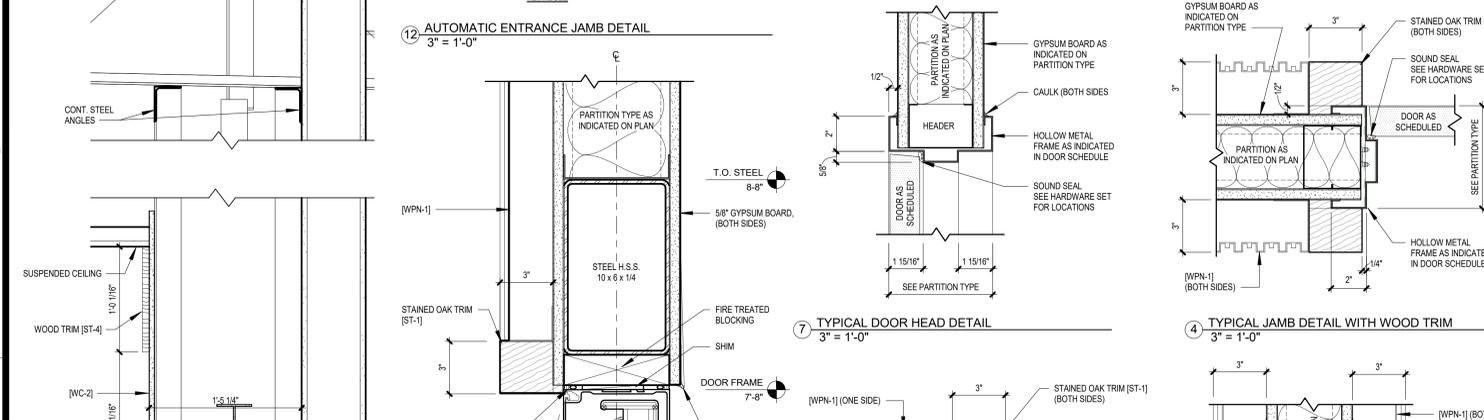 CONT. STEEL
ANGLES
SUSPENDED CEILING
1'-0 1/16"
WOOD TRIM [ST-4]
[WC-2]
1'-5 1/4"
12 AUTOMATIC ENTRANCE JAMB DETAIL
3" = 1'-0"
℄
PARTITION TYPE AS
INDICATED ON PLAN
T.O. STEEL
8'-8"
[WPN-1]
5/8" GYPSUM BOARD,
(BOTH SIDES)
STEEL H.S.S.
10 x 6 x 1/4
3"
STAINED OAK TRIM
[ST-1]
FIRE TREATED
BLOCKING
SHIM
3"
DOOR FRAME
7'-8"
PARTITION AS
INDICATED ON PLAN
GYPSUM BOARD AS
INDICATED ON
PARTITION TYPE
1/2"
CAULK (BOTH SIDES
HEADER
2"
HOLLOW METAL
FRAME AS INDICATED
IN DOOR SCHEDULE
5/8"
DOOR AS
SCHEDULED
SOUND SEAL
SEE HARDWARE SET
FOR LOCATIONS
1 15/16"
1 15/16"
SEE PARTITION TYPE
7 TYPICAL DOOR HEAD DETAIL
3" = 1'-0"
[WPN-1] (ONE SIDE)
3"
STAINED OAK TRIM [ST-1]
(BOTH SIDES)
GYPSUM BOARD AS
INDICATED ON
PARTITION TYPE
3"
STAINED OAK TRIM
(BOTH SIDES)
SOUND SEAL
SEE HARDWARE SE
FOR LOCATIONS
3"
1/2"
DOOR AS
SCHEDULED
PARTITION AS
INDICATED ON PLAN
SEE PARTITION TYPE
3"
HOLLOW METAL
FRAME AS INDICATED
IN DOOR SCHEDULE
1/4"
2"
[WPN-1]
(BOTH SIDES)
4 TYPICAL JAMB DETAIL WITH WOOD TRIM
3" = 1'-0"
3"
3"